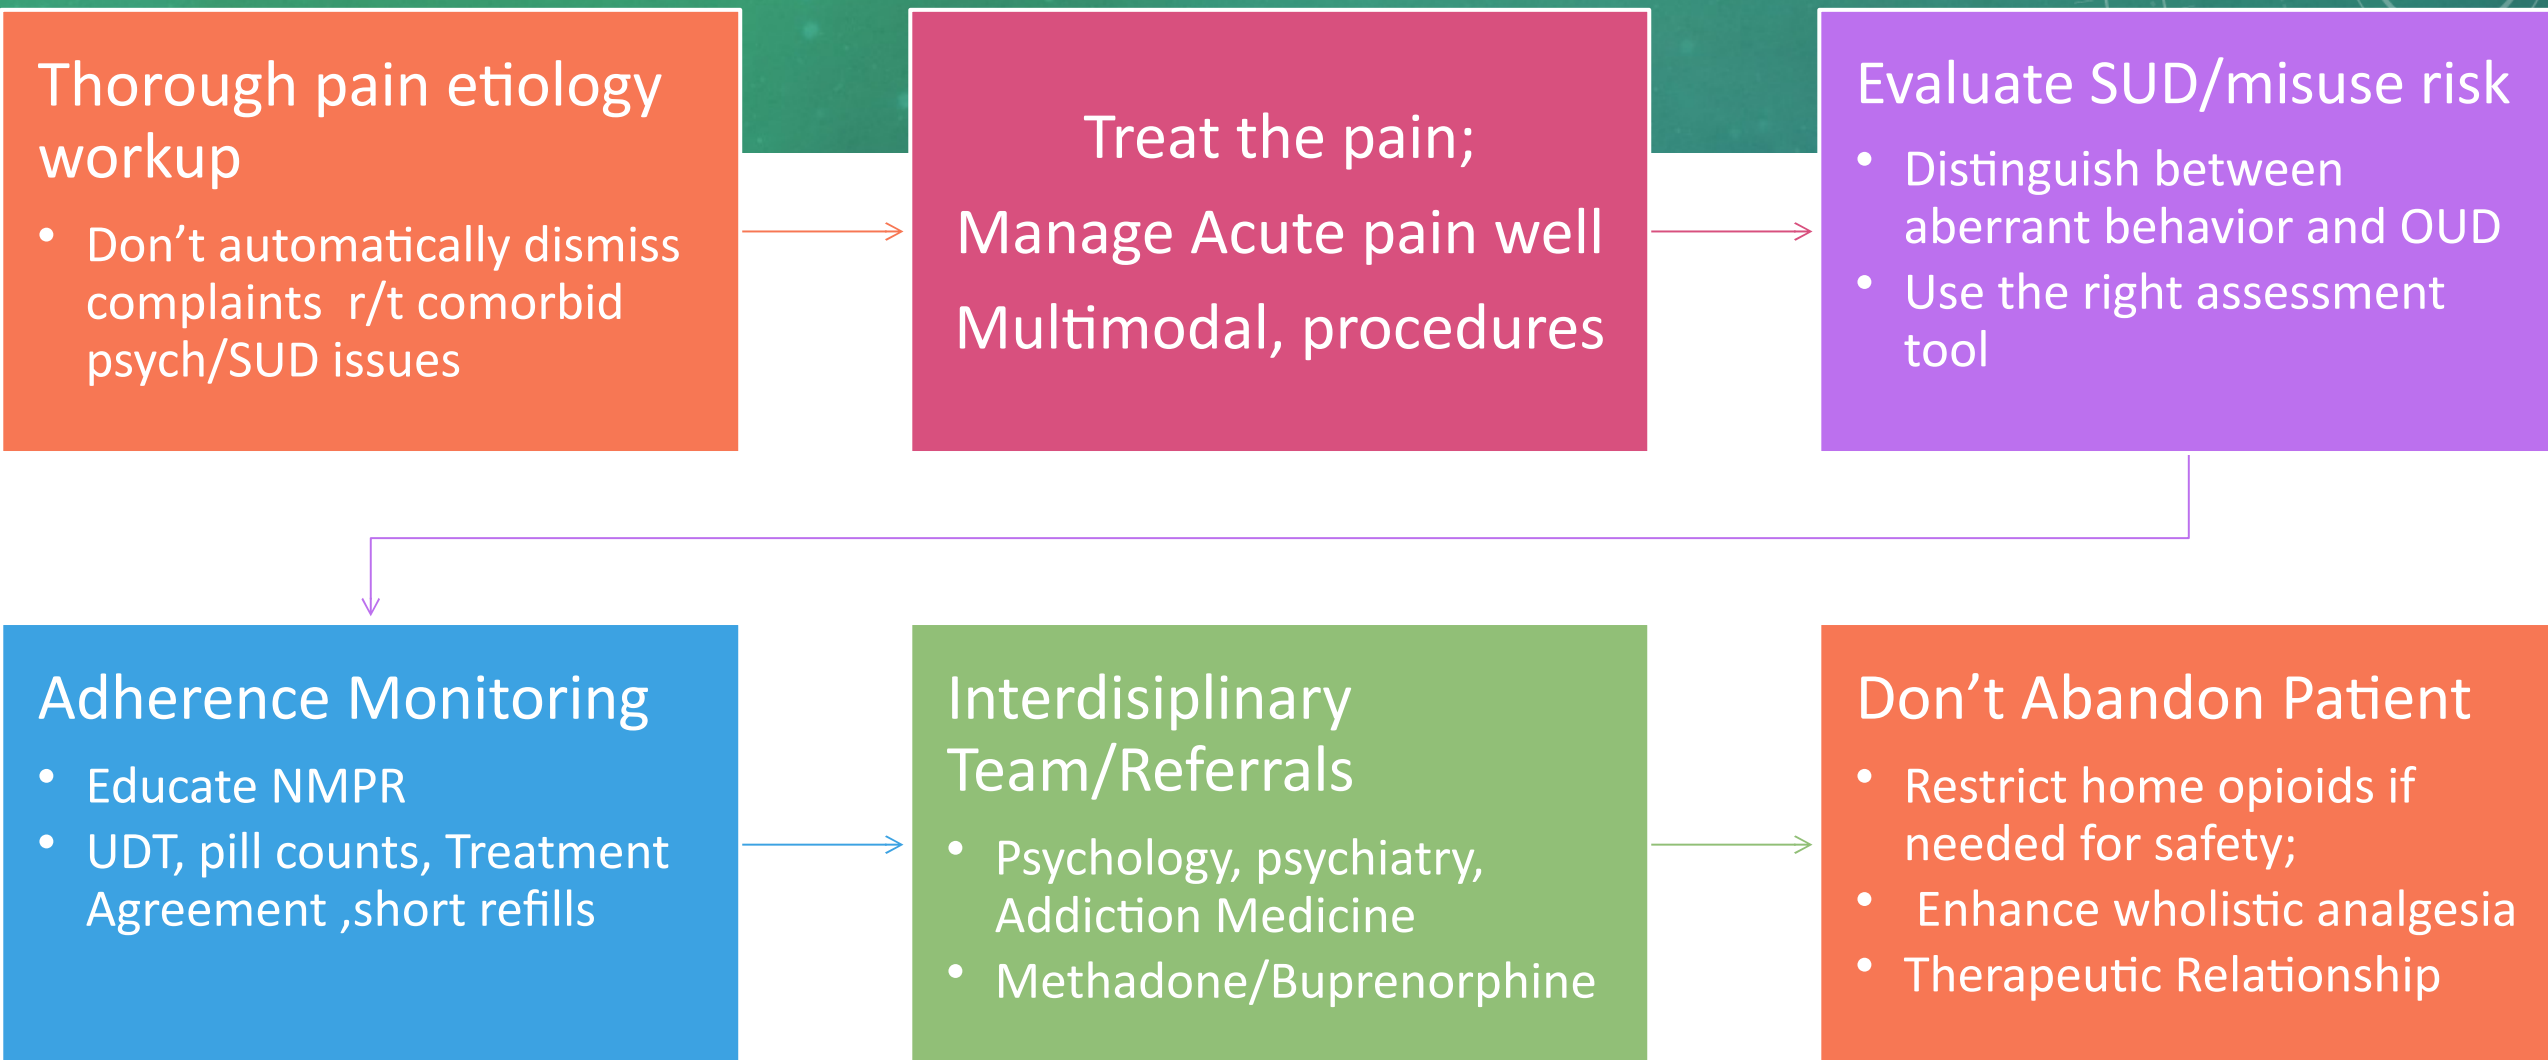 Thorough pain etiology
workup
• Don’t automatically dismiss
complaints  r/t comorbid
psych/SUD issues
Treat the pain;
Manage Acute pain well
Multimodal, procedures
Evaluate SUD/misuse risk
• Distinguish between
aberrant behavior and OUD
• Use the right assessment
tool
Adherence Monitoring
• Educate NMPR
• UDT, pill counts, Treatment
Agreement ,short refills
Interdisiplinary
Team/Referrals
• Psychology, psychiatry,
Addiction Medicine
• Methadone/Buprenorphine
Don’t Abandon Patient
• Restrict home opioids if
needed for safety;
• Enhance wholistic analgesia
• Therapeutic Relationship